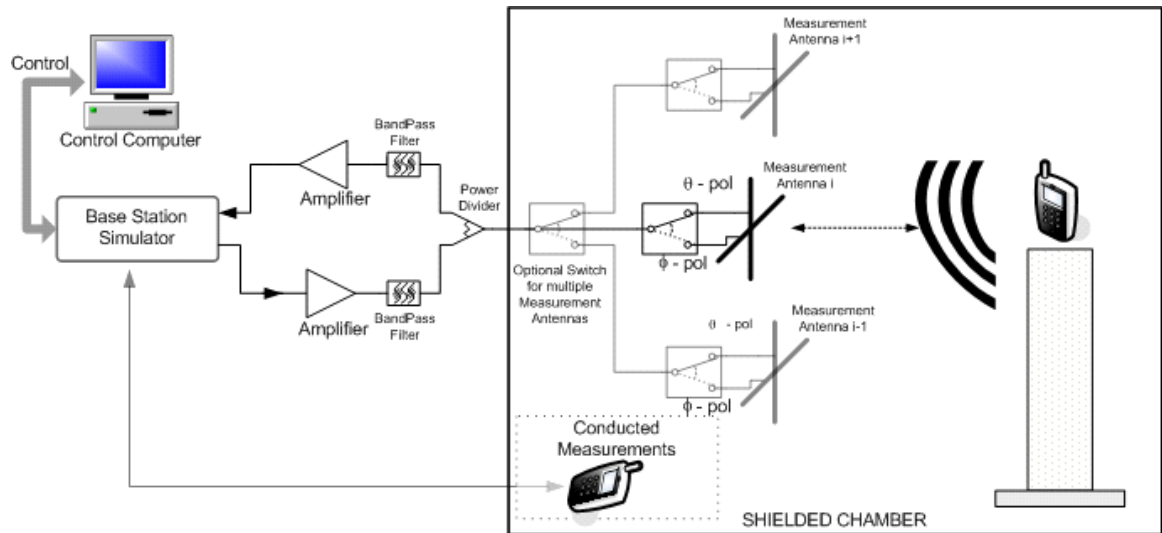 Control
Control Computer
Base Station
Simulator
Amplifier
BandPass
Filter
Amplifier
BandPass
Filter
Power
Divider
Optional Switch
for multiple
Measurement
Antennas
Measurement
Antenna i+1
θ - pol
Measurement
Antenna i
ϕ - pol
θ - pol
Measurement
Antenna i-1
ϕ - pol
Conducted
Measurements
SHIELDED CHAMBER